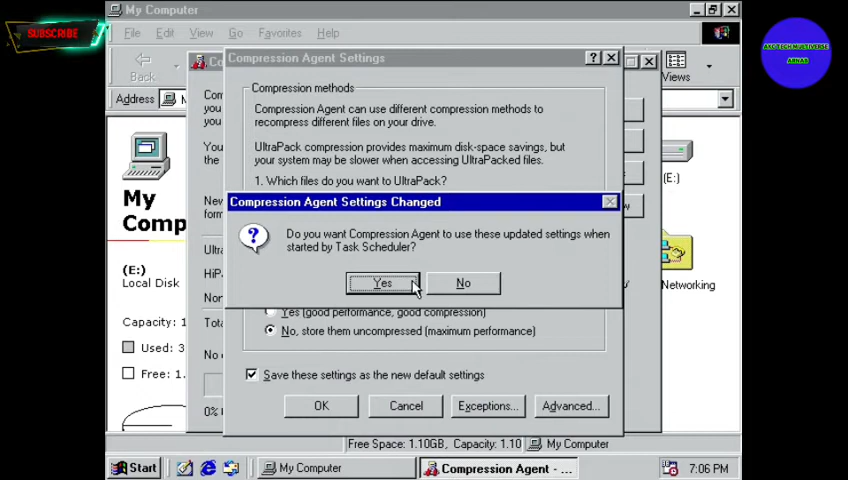 My Computer
SUBSCRIBE
ASDTECH MULTIVERSE
ARNAB
File Edit View Go Favorites Help
Back
Views
Address
Compression Agent Settings
Compression methods
Compression Agent can use different compression methods to
recompress different files on your drive.
UltraPack compression provides maximum disk-space savings, but
your system may be slower when accessing UltraPacked files.
1. Which files do you want to UltraPack?
(E:)
My
Comp
Compression Agent Settings Changed
Do you want Compression Agent to use these updated settings when
started by Task Scheduler?
Yes No
(E:)
Local Disk
Capacity: 1
Used: 3
Free: 1.
Networking
Yes (good performance, good compression)
No, store them uncompressed (maximum performance)
Save these settings as the new default settings
OK Cancel Exceptions... Advanced...
0%
Free Space: 1.10GB, Capacity: 1.10 My Computer
Start My Computer Compression Agent - ... 7:06 PM